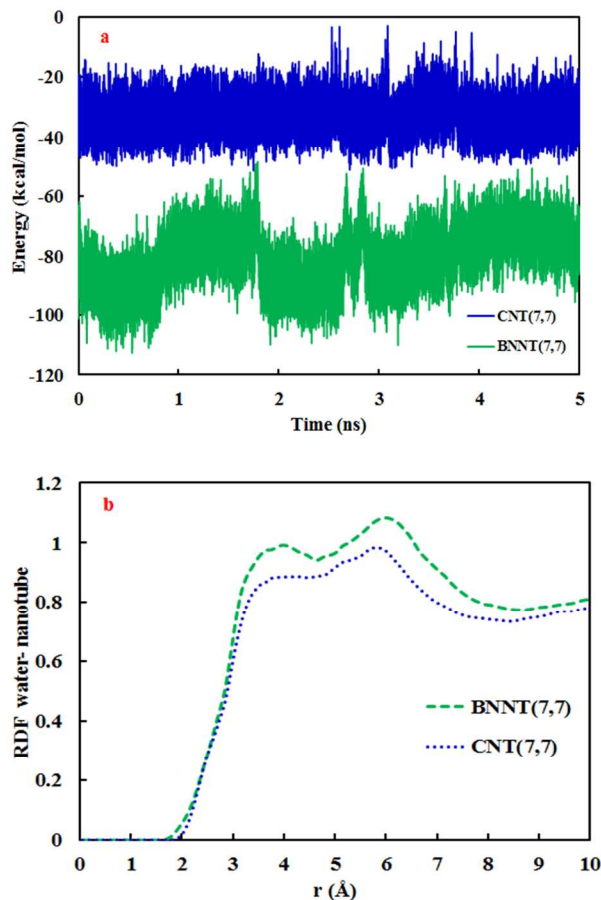 a
0
-20
-40
-60
-80
-100
-120
Energy (kcal/mol)
CNT(7,7)
BNNT(7,7)
0 1 2 3 4 5
Time (ns)
b
1.2
1
0.8
0.6
0.4
0.2
0
RDF water- nanotube
BNNT(7,7)
CNT(7,7)
0 1 2 3 4 5 6 7 8 9 10
r (Å)